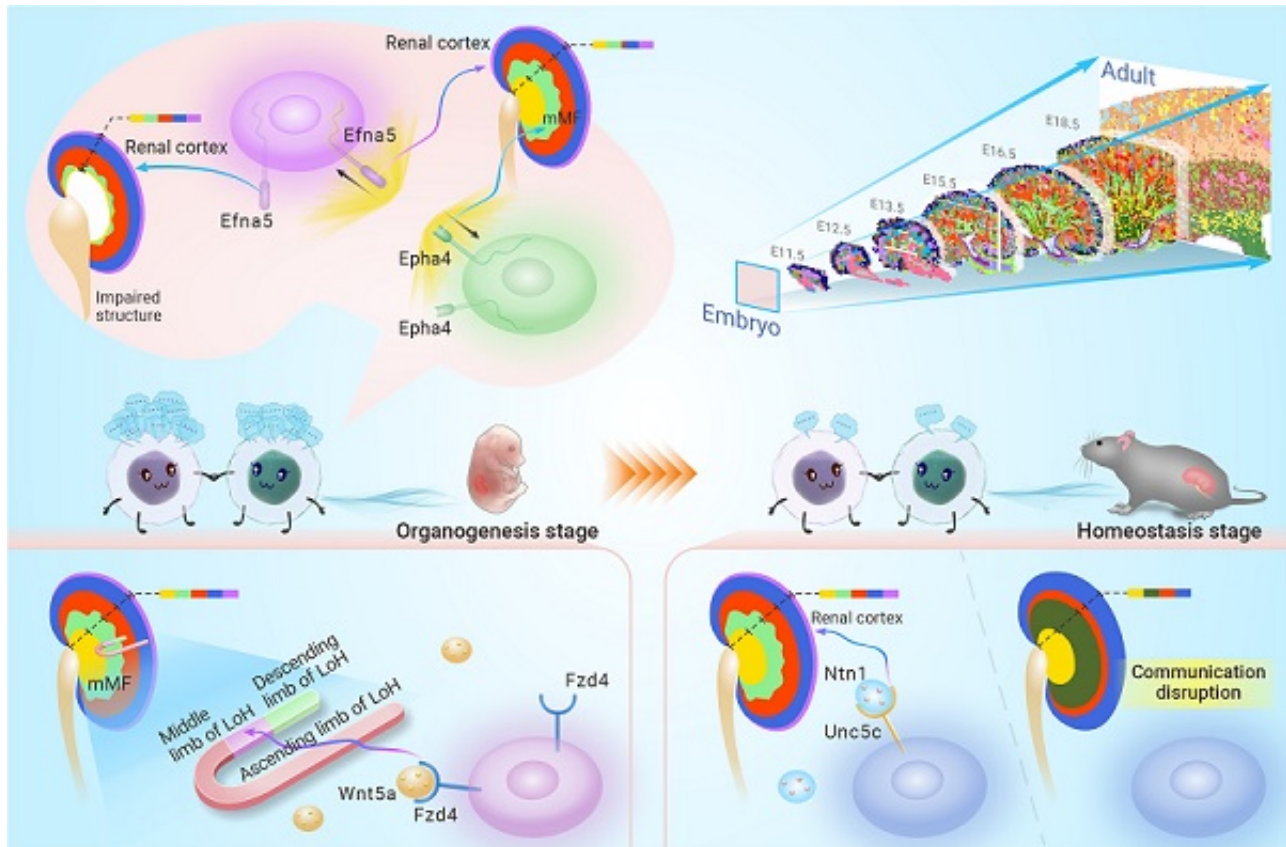 Renal cortex
mMF
Efna5
Renal cortex
Efna5
Epha4
Impaired
structure
Epha4
Adult
E18.5
E16.5
E15.5
E13.5
E12.5
E11.5
Embryo
Organogenesis stage
Homeostasis stage
mMF
Middle
limb of LoH
Descending
limb of LoH
Ascending limb of LoH
Wnt5a
Fzd4
Fzd4
Renal cortex
Ntn1
Unc5c
Communication
disruption